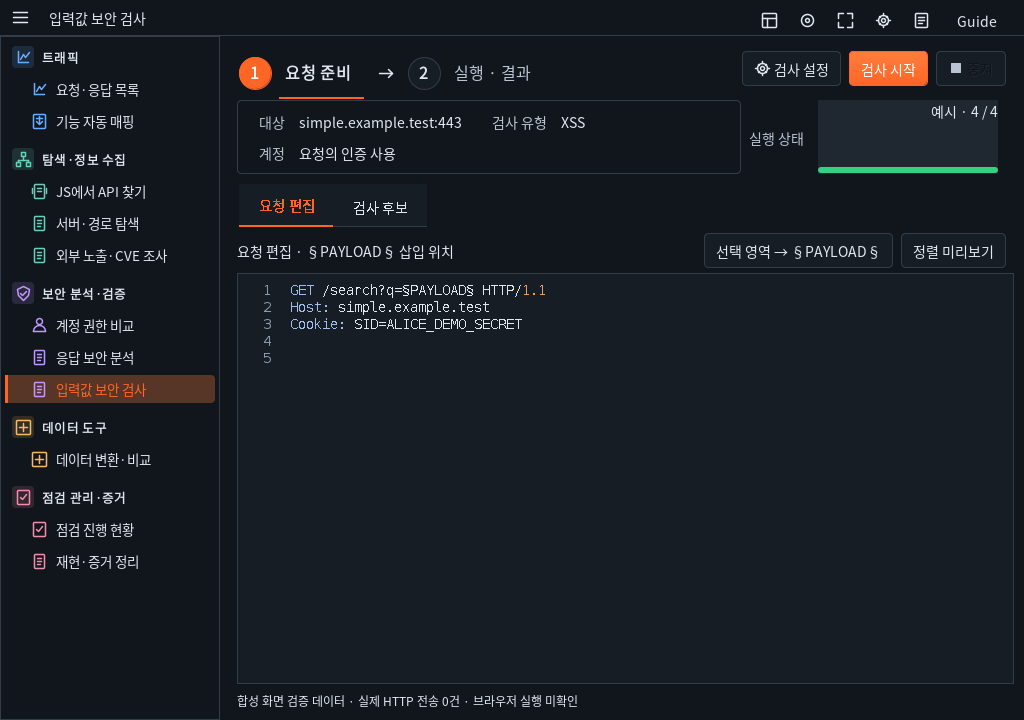 입력값 보안 검사
Guide
트래픽
요청·응답 목록
기능 자동 매핑
탐색·정보 수집
JS에서 API 찾기
서버·경로 탐색
외부 노출·CVE 조사
보안 분석·검증
계정 권한 비교
응답 보안 분석
입력값 보안 검사
데이터 도구
데이터 변환·비교
점검 관리·증거
점검 진행 현황
재현·증거 정리
1 요청 준비 → 2 실행 · 결과
검사 설정
검사 시작
중지
대상 simple.example.test:443 검사 유형 XSS
계정 요청의 인증 사용
실행 상태
예시 · 4 / 4
요청 편집 검사 후보
요청 편집 · §PAYLOAD§ 삽입 위치
선택 영역 → §PAYLOAD§
정렬 미리보기
1 GET /search?q=§PAYLOAD§ HTTP/1.1
2 Host: simple.example.test
3 Cookie: SID=ALICE_DEMO_SECRET
4
5
합성 화면 검증 데이터 · 실제 HTTP 전송 0건 · 브라우저 실행 미확인